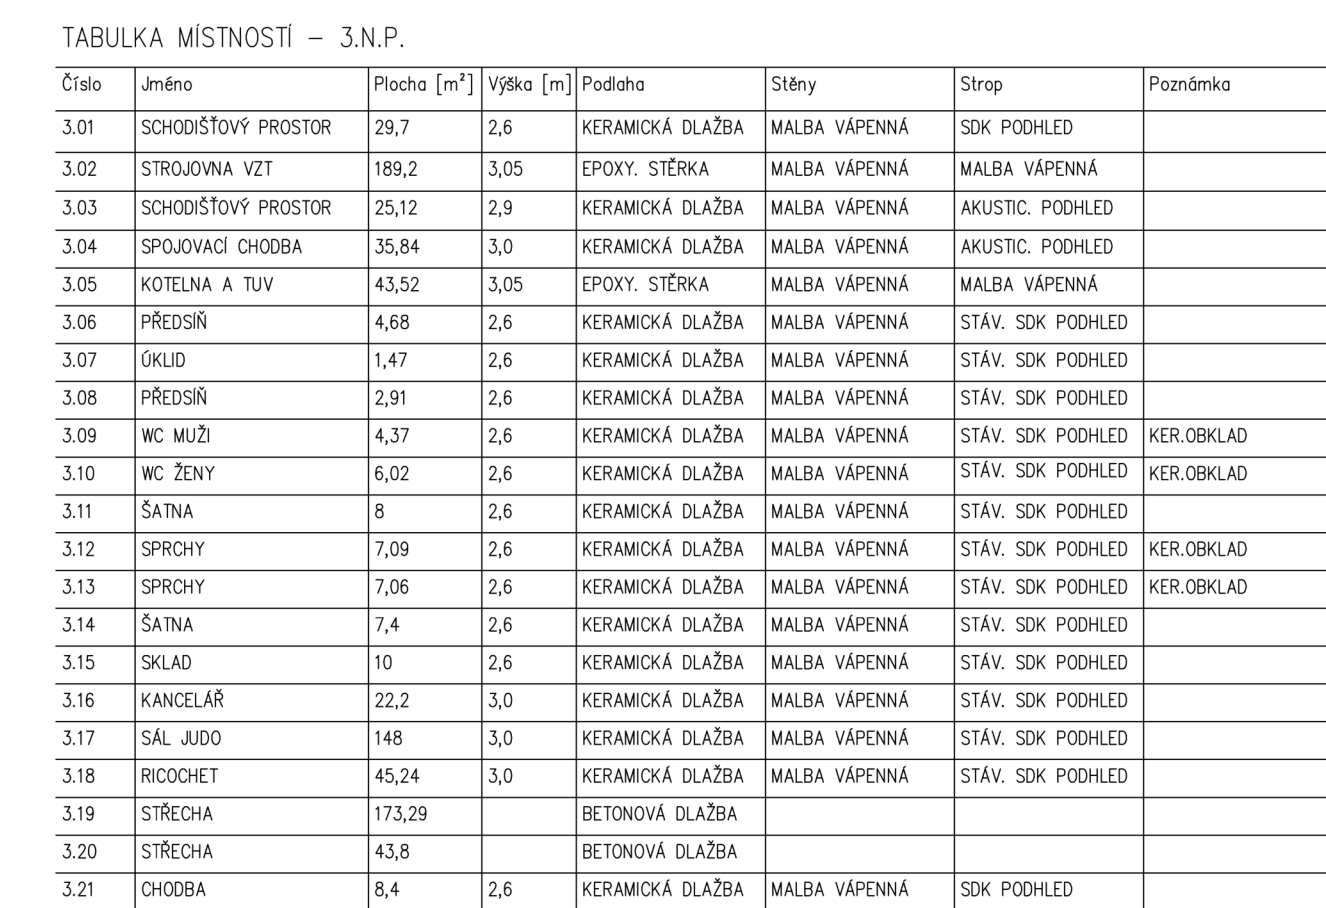 TABULKA MÍSTNOSTÍ – 3.N.P.
Číslo Jméno Plocha [m²] Výška [m] Podlaha Stěny Strop Poznámka
3.01 SCHODIŠŤOVÝ PROSTOR 29,7 2,6 KERAMICKÁ DLAŽBA MALBA VÁPENNÁ SDK PODHLED
3.02 STROJOVNA VZT 189,2 3,05 EPOXY. STĚRKA MALBA VÁPENNÁ MALBA VÁPENNÁ
3.03 SCHODIŠŤOVÝ PROSTOR 25,12 2,9 KERAMICKÁ DLAŽBA MALBA VÁPENNÁ AKUSTIC. PODHLED
3.04 SPOJOVACÍ CHODBA 35,84 3,0 KERAMICKÁ DLAŽBA MALBA VÁPENNÁ AKUSTIC. PODHLED
3.05 KOTELNA A TUV 43,52 3,05 EPOXY. STĚRKA MALBA VÁPENNÁ MALBA VÁPENNÁ
3.06 PŘEDSÍŇ 4,68 2,6 KERAMICKÁ DLAŽBA MALBA VÁPENNÁ STÁV. SDK PODHLED
3.07 ÚKLID 1,47 2,6 KERAMICKÁ DLAŽBA MALBA VÁPENNÁ STÁV. SDK PODHLED
3.08 PŘEDSÍŇ 2,91 2,6 KERAMICKÁ DLAŽBA MALBA VÁPENNÁ STÁV. SDK PODHLED
3.09 WC MUŽI 4,37 2,6 KERAMICKÁ DLAŽBA MALBA VÁPENNÁ STÁV. SDK PODHLED KER.OBKLAD
3.10 WC ŽENY 6,02 2,6 KERAMICKÁ DLAŽBA MALBA VÁPENNÁ STÁV. SDK PODHLED KER.OBKLAD
3.11 ŠATNA 8 2,6 KERAMICKÁ DLAŽBA MALBA VÁPENNÁ STÁV. SDK PODHLED
3.12 SPRCHY 7,09 2,6 KERAMICKÁ DLAŽBA MALBA VÁPENNÁ STÁV. SDK PODHLED KER.OBKLAD
3.13 SPRCHY 7,06 2,6 KERAMICKÁ DLAŽBA MALBA VÁPENNÁ STÁV. SDK PODHLED KER.OBKLAD
3.14 ŠATNA 7,4 2,6 KERAMICKÁ DLAŽBA MALBA VÁPENNÁ STÁV. SDK PODHLED
3.15 SKLAD 10 2,6 KERAMICKÁ DLAŽBA MALBA VÁPENNÁ STÁV. SDK PODHLED
3.16 KANCELÁŘ 22,2 3,0 KERAMICKÁ DLAŽBA MALBA VÁPENNÁ STÁV. SDK PODHLED
3.17 SÁL JUDO 148 3,0 KERAMICKÁ DLAŽBA MALBA VÁPENNÁ STÁV. SDK PODHLED
3.18 RICOCHET 45,24 3,0 KERAMICKÁ DLAŽBA MALBA VÁPENNÁ STÁV. SDK PODHLED
3.19 STŘECHA 173,29 BETONOVÁ DLAŽBA
3.20 STŘECHA 43,8 BETONOVÁ DLAŽBA
3.21 CHODBA 8,4 2,6 KERAMICKÁ DLAŽBA MALBA VÁPENNÁ SDK PODHLED